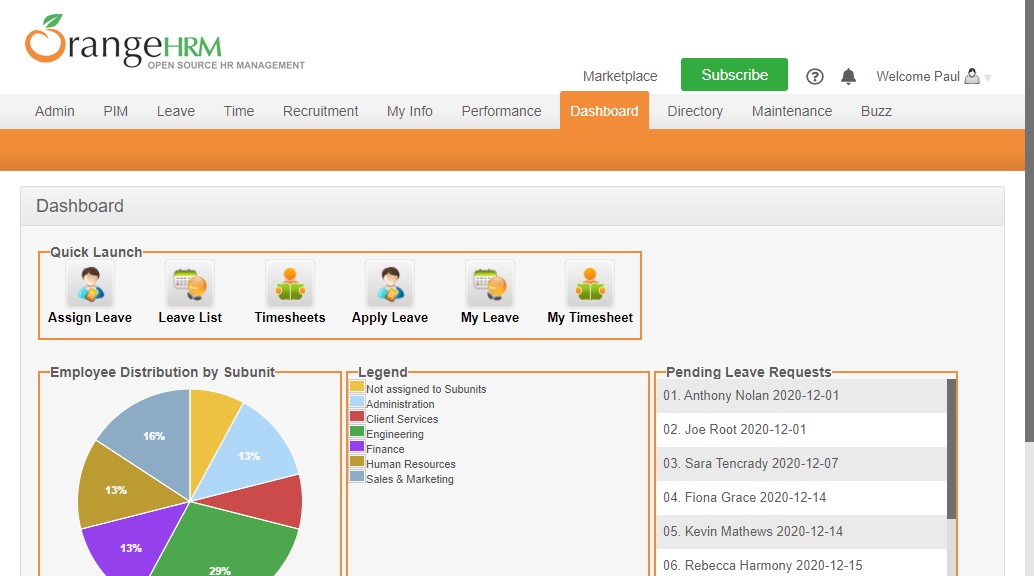 OrangeHRM
OPEN SOURCE HR MANAGEMENT
Marketplace
Subscribe
Welcome Paul
Admin
PIM
Leave
Time
Recruitment
My Info
Performance
Dashboard
Directory
Maintenance
Buzz
Dashboard
Quick Launch
Assign Leave
Leave List
Timesheets
Apply Leave
My Leave
My Timesheet
Employee Distribution by Subunit
16%
13%
13%
13%
29%
Legend
Not assigned to Subunits
Administration
Client Services
Engineering
Finance
Human Resources
Sales & Marketing
Pending Leave Requests
01. Anthony Nolan 2020-12-01
02. Joe Root 2020-12-01
03. Sara Tencrady 2020-12-07
04. Fiona Grace 2020-12-14
05. Kevin Mathews 2020-12-14
06. Rebecca Harmony 2020-12-15